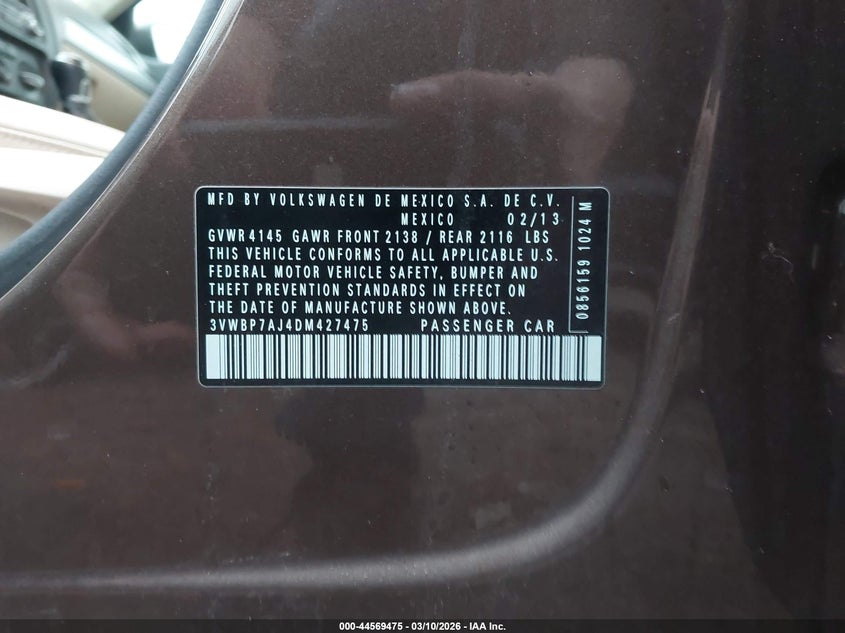 MFD BY VOLKSWAGEN DE MEXICO S.A. DE C.V.
MEXICO 02/13
GVWR 4145 GAWR FRONT 2138 / REAR 2116 LBS
THIS VEHICLE CONFORMS TO ALL APPLICABLE U.S.
FEDERAL MOTOR VEHICLE SAFETY, BUMPER AND
THEFT PREVENTION STANDARDS IN EFFECT ON
THE DATE OF MANUFACTURE SHOWN ABOVE.
3VWBP7AJ4DM427475 PASSENGER CAR
0856159 1024 M
000-44569475 - 03/10/2026 - IAA Inc.